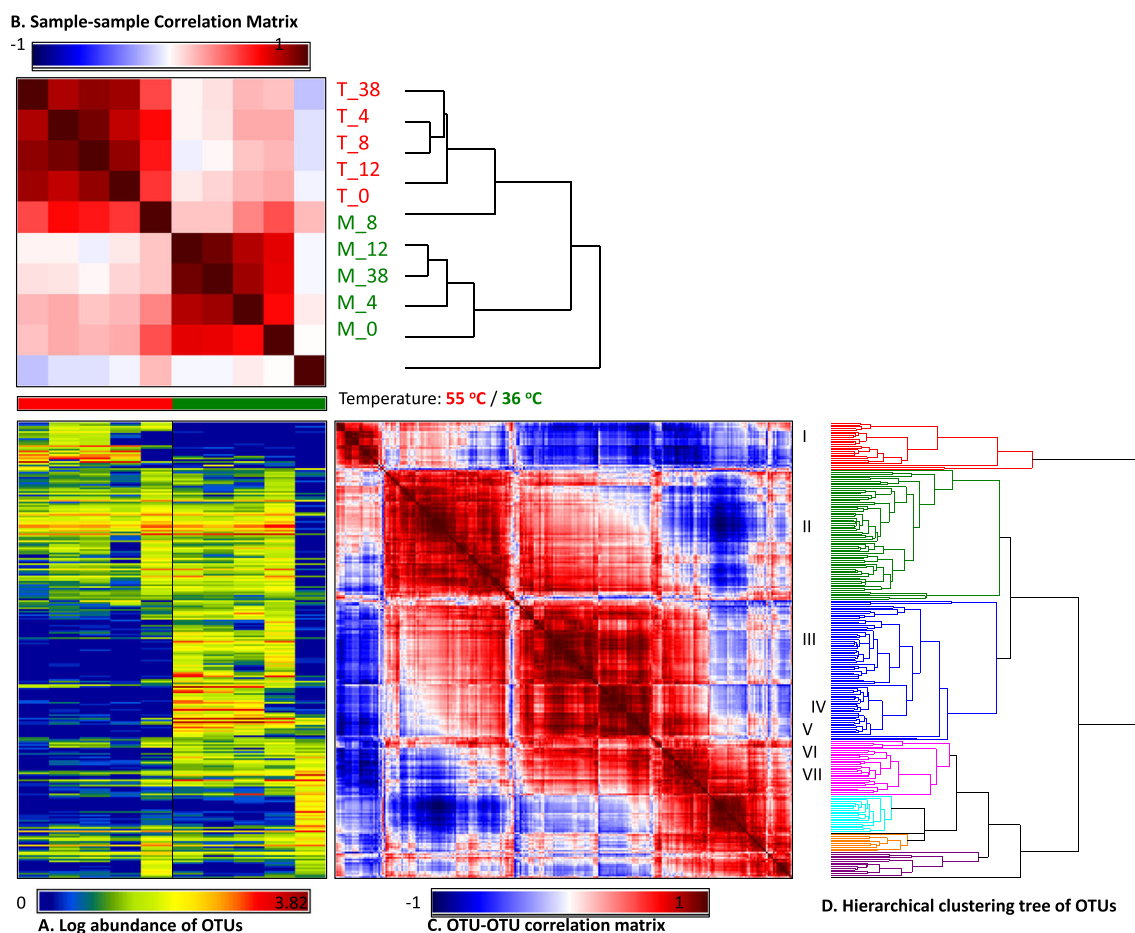 B. Sample-sample Correlation Matrix
-1 1
T_38
T_4
T_8
T_12
T_0
M_8
M_12
M_38
M_4
M_0
Temperature: 55 °C / 36 °C
I
II
III
IV
V
VI
VII
0 3.82
-1 1
A. Log abundance of OTUs
C. OTU-OTU correlation matrix
D. Hierarchical clustering tree of OTUs